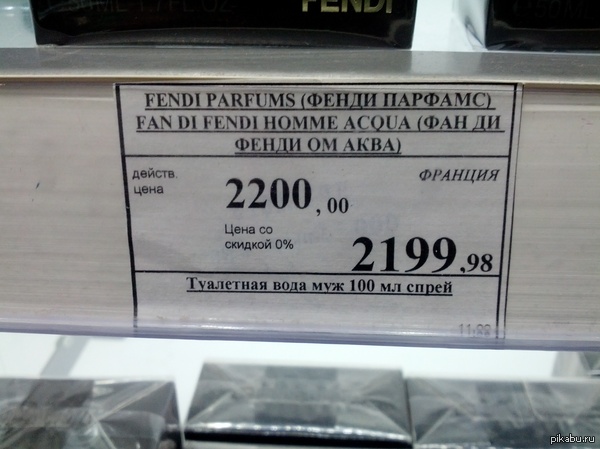 FENDI
FENDI PARFUMS (ФЕНДИ ПАРФАМС)
FAN DI FENDI HOMME ACQUA (ФАН ДИ
ФЕНДИ ОМ АКВА)
действ.
цена
ФРАНЦИЯ
2200,00
Цена со
скидкой 0%
2199,98
Туалетная вода муж 100 мл спрей
pikabu.ru